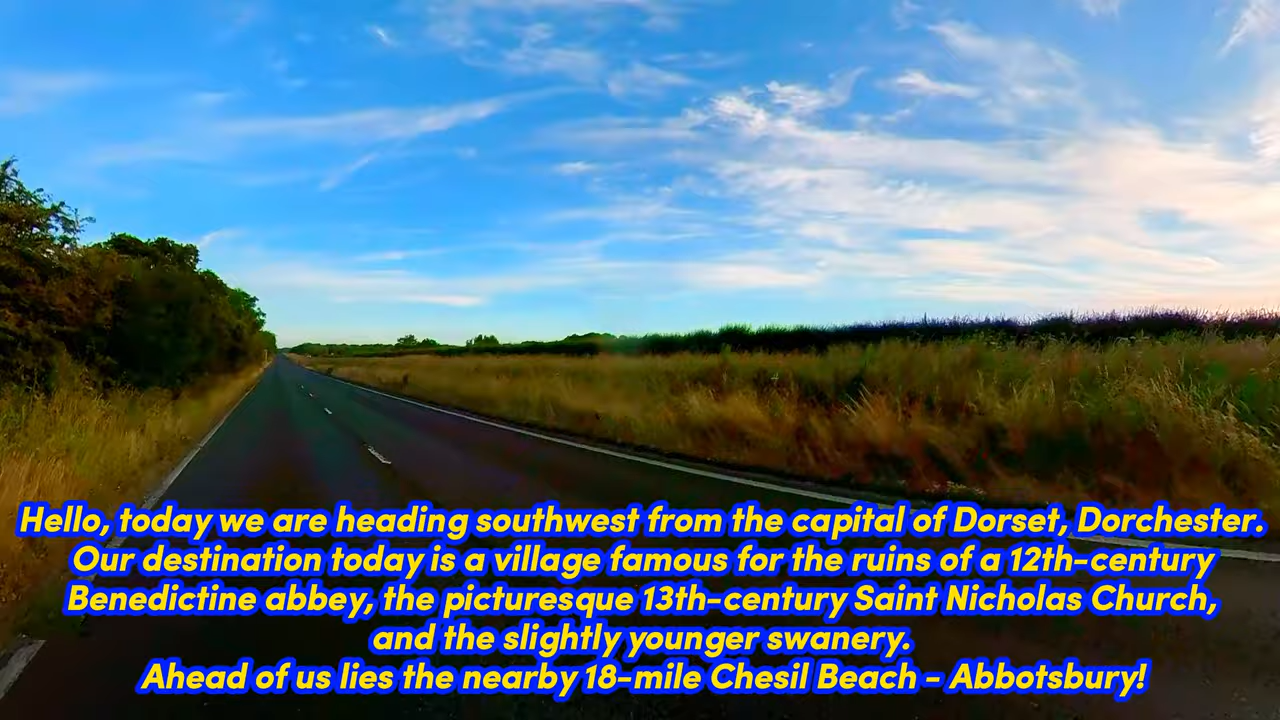 Hello, today we are heading southwest from the capital of Dorset, Dorchester.
Our destination today is a village famous for the ruins of a 12th-century
Benedictine abbey, the picturesque 13th-century Saint Nicholas Church,
and the slightly younger swanery.
Ahead of us lies the nearby 18-mile Chesil Beach - Abbotsbury!